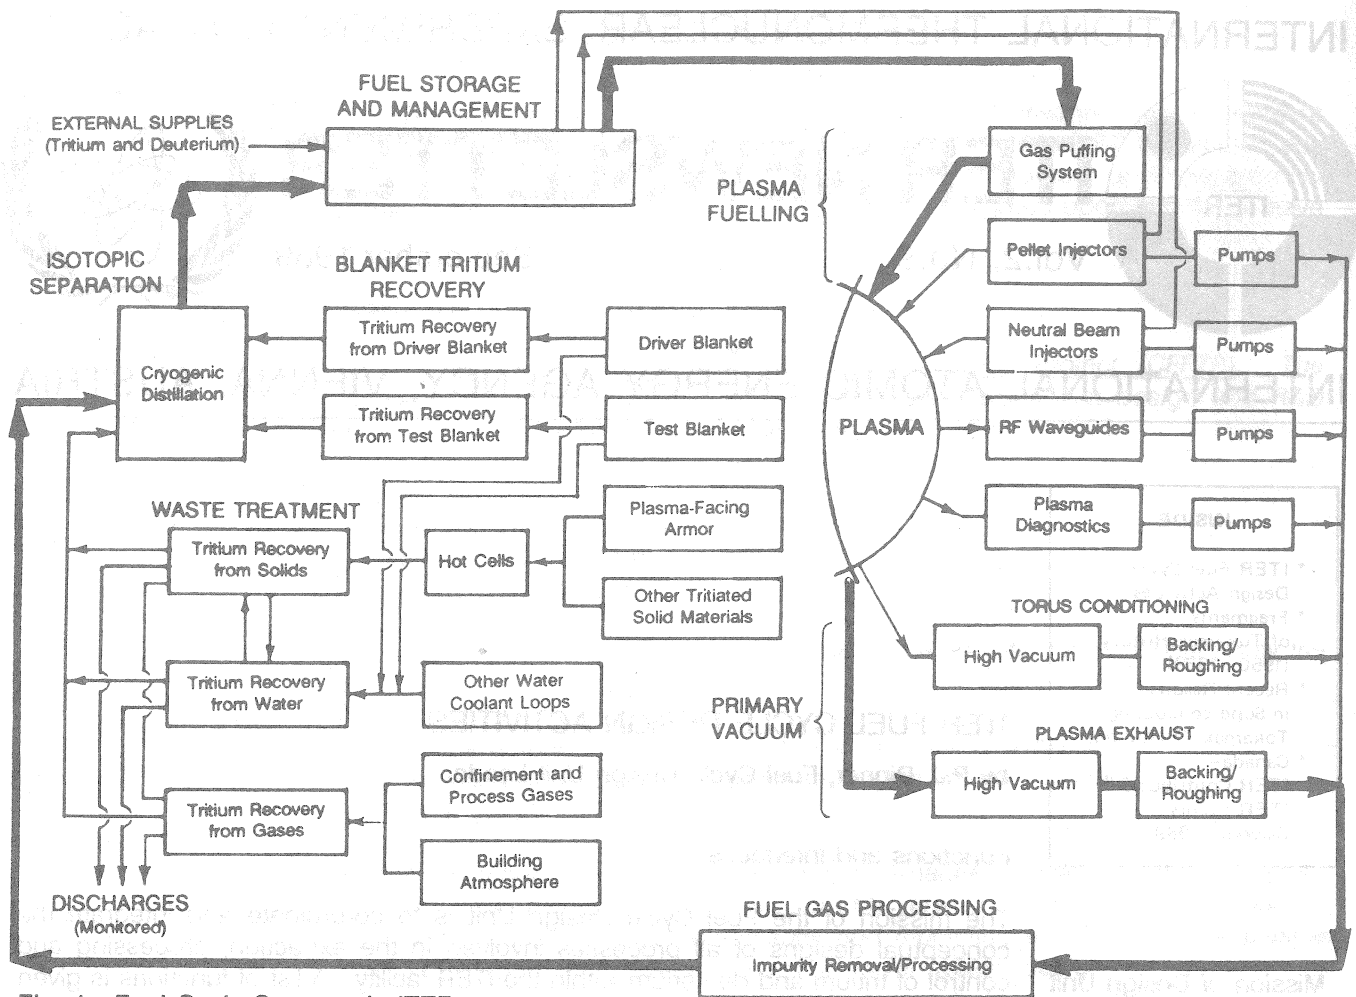 FUEL STORAGE
AND MANAGEMENT
EXTERNAL SUPPLIES
(Tritium and Deuterium)
Gas Puffing
System
PLASMA
FUELLING
Pellet Injectors
Pumps
ISOTOPIC
SEPARATION
BLANKET TRITIUM
RECOVERY
Tritium Recovery
from Driver Blanket
Driver Blanket
Neutral Beam
Injectors
Pumps
Cryogenic
Distillation
Tritium Recovery
from Test Blanket
Test Blanket
PLASMA
RF Waveguides
Pumps
WASTE TREATMENT
Plasma-Facing
Armor
Plasma
Diagnostics
Pumps
Tritium Recovery
from Solids
Hot Cells
Other Tritiated
Solid Materials
TORUS CONDITIONING
High Vacuum
Backing/
Roughing
Tritium Recovery
from Water
Other Water
Coolant Loops
PRIMARY
VACUUM
PLASMA EXHAUST
High Vacuum
Backing/
Roughing
Confinement and
Process Gases
Tritium Recovery
from Gases
Building
Atmosphere
DISCHARGES
(Monitored)
FUEL GAS PROCESSING
Impurity Removal/Processing